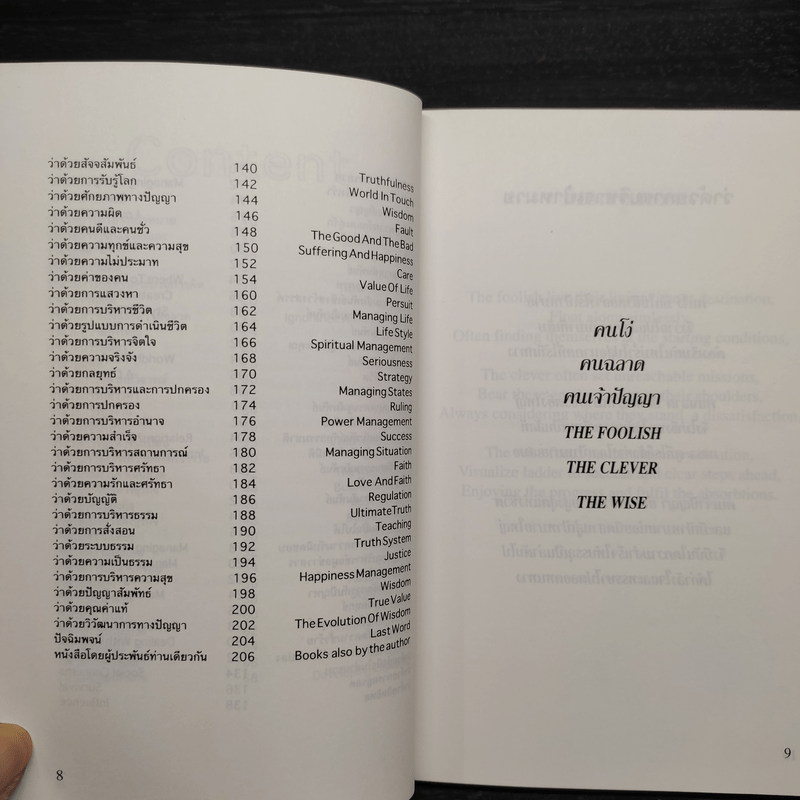 ว่าด้วยสัจจสัมพันธ์ 140 Truthfulness
ว่าด้วยการรับรู้โลก 142 World In Touch
ว่าด้วยศักยภาพทางปัญญา 144 Wisdom
ว่าด้วยความผิด 146 Fault
ว่าด้วยคนดีและคนชั่ว 148 The Good And The Bad
ว่าด้วยความทุกข์และความสุข 150 Suffering And Happiness
ว่าด้วยความไม่ประมาท 152 Care
ว่าด้วยค่าของคน 154 Value Of Life
ว่าด้วยการแสวงหา 160 Persuit
ว่าด้วยการบริหารชีวิต 162 Managing Life
ว่าด้วยรูปแบบการดำเนินชีวิต 164 Life Style
ว่าด้วยการบริหารจิตใจ 166 Spiritual Management
ว่าด้วยความจริงจัง 168 Seriousness
ว่าด้วยกลยุทธ์ 170 Strategy
ว่าด้วยการบริหารและการปกครอง 172 Managing States
ว่าด้วยการปกครอง 174 Ruling
ว่าด้วยการบริหารอำนาจ 176 Power Management
ว่าด้วยความสำเร็จ 178 Success
ว่าด้วยการบริหารสถานการณ์ 180 Managing Situation
ว่าด้วยการบริหารศรัทธา 182 Faith
ว่าด้วยความรักและศรัทธา 184 Love And Faith
ว่าด้วยบัญญัติ 186 Regulation
ว่าด้วยการบริหารธรรม 188 Ultimate Truth
ว่าด้วยการสั่งสอน 190 Teaching
ว่าด้วยระบบธรรม 192 Truth System
ว่าด้วยความเป็นธรรม 194 Justice
ว่าด้วยการบริหารความสุข 196 Happiness Management
ว่าด้วยปัญญาสัมพัทธ์ 198 Wisdom
ว่าด้วยคุณค่าแท้ 200 True Value
ว่าด้วยวิวัฒนาการทางปัญญา 202 The Evolution Of Wisdom
ปัจฉิมพจน์ 204 Last Word
หนังสือโดยผู้ประพันธ์ท่านเดียวกัน 206 Books also by the author
8
คนโง่
คนฉลาด
คนเจ้าปัญญา
THE FOOLISH
THE CLEVER
THE WISE
9